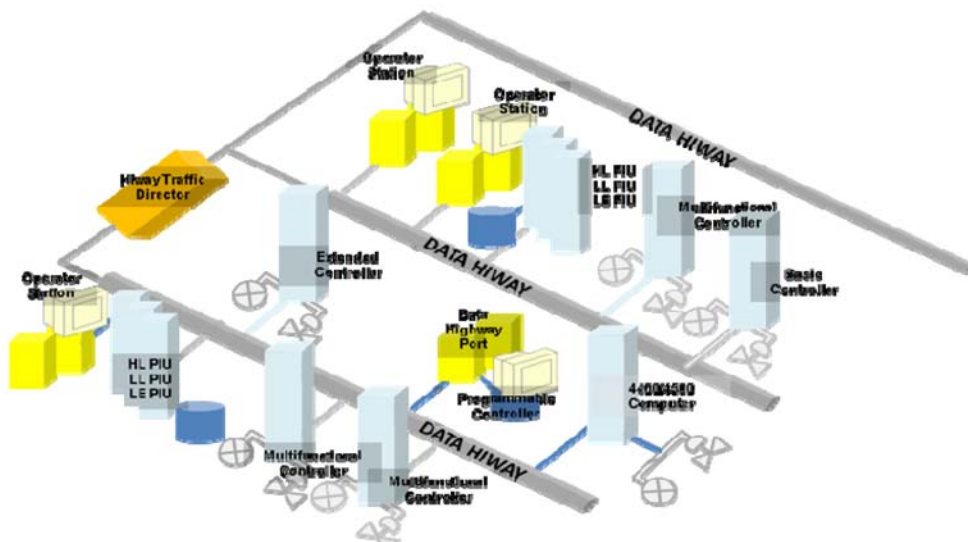 Operator
Station
Operator
Station
DATA HIWAY
Hiway Traffic
Director
HL PIU
LL PIU
LE PIU
Multifunctional
Controller
Extended
Controller
DATA HIWAY
Basic
Controller
Operator
Station
Data
Highway
Port
HL PIU
LL PIU
LE PIU
Programmable
Controller
Computer
DATA HIWAY
Multifunctional
Controller
Multifunctional
Controller